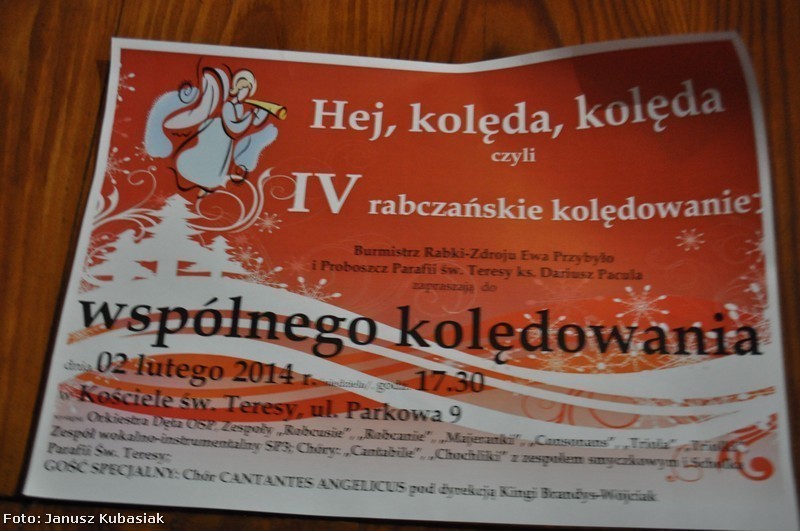 Hej, kolęda, kolęda
czyli
IV rabczańskie kolędowanie
Burmistrz Rabki-Zdroju Ewa Przybyło
i Proboszcz Parafii św. Teresy ks. Dariusz Pacuła
zapraszają do
wspólnego kolędowania
dnia 02 lutego 2014 r. godz. 17.30
w Kościele św. Teresy, ul. Parkowa 9
Orkiestra Dęta OSP, Zespoły „Robcusie”, „Robcanie”, „Majeranki”, „Consonans”, „Triola”
Zespół wokalno-instrumentalny SP3; Chóry: „Cantabile”, „Chochliki” z zespołem smyczkowym i Schola
Parafii Św. Teresy;
GOŚĆ SPECJALNY: Chór CANTANTES ANGELICUS pod dyrekcją Kingi Brandys-Wójciak
Foto: Janusz Kubasiak